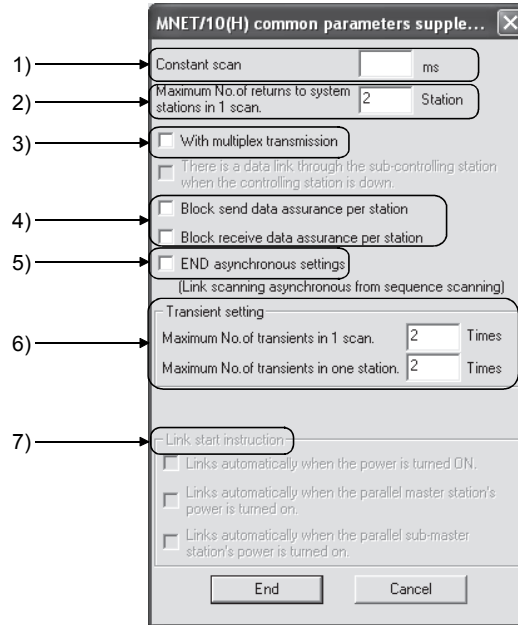 MNET/10(H) common parameters supple...
1)
Constant scan ms
2)
Maximum No.of returns to system
stations in 1 scan. 2 Station
3)
With multiplex transmission
There is a data link through the sub-controlling station
when the controlling station is down.
4)
Block send data assurance per station
Block receive data assurance per station
5)
END asynchronous settings
(Link scanning asynchronous from sequence scanning)
Transient setting
6)
Maximum No.of transients in 1 scan. 2 Times
Maximum No.of transients in one station. 2 Times
7)
Link start instruction
Links automatically when the power is turned ON.
Links automatically when the parallel master station's
power is turned on.
Links automatically when the parallel sub-master
station's power is turned on.
End Cancel